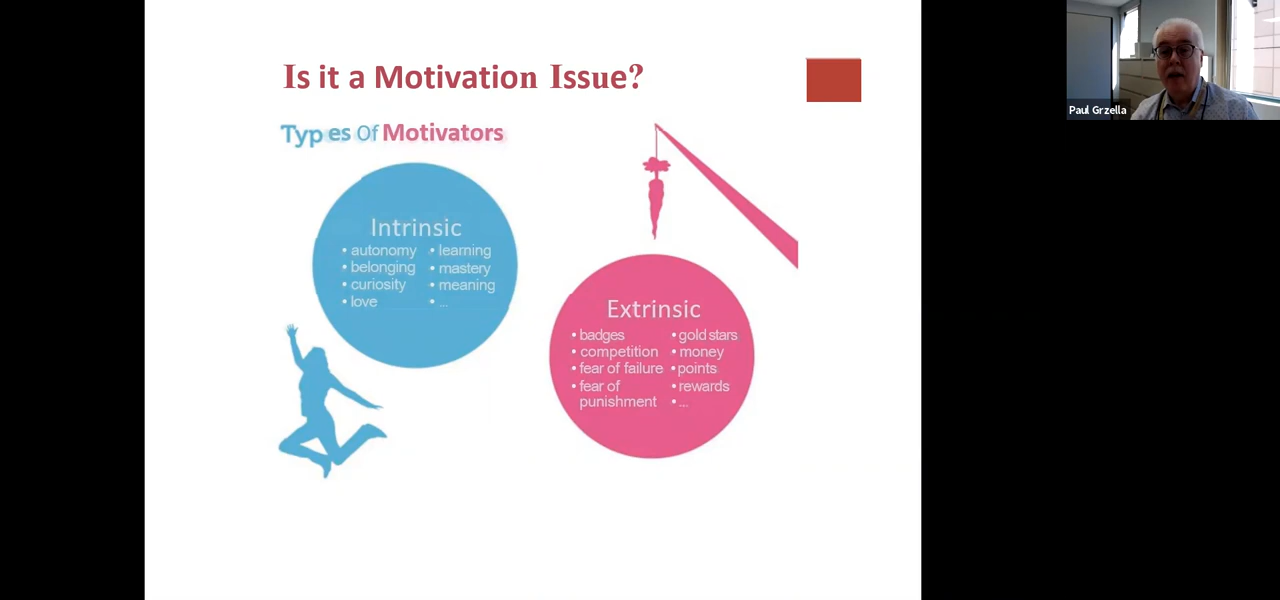 Is it a Motivation Issue?
Types Of Motivators
Intrinsic
• autonomy
• belonging
• curiosity
• love
• learning
• mastery
• meaning
• ...
Extrinsic
• badges
• competition
• fear of failure
• fear of
punishment
• gold stars
• money
• points
• rewards
• ...
Paul Grzella